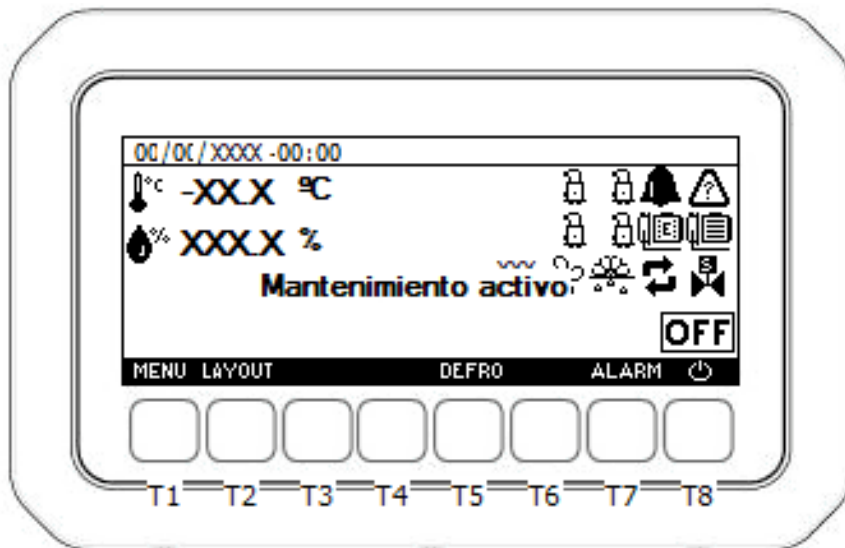 00/00/XXXX -00:00
°C -XX.X ºC
% XXX.X %
E
Mantenimiento activo
S
OFF
MENU LAYOUT DEFRO ALARM
T1 T2 T3 T4 T5 T6 T7 T8